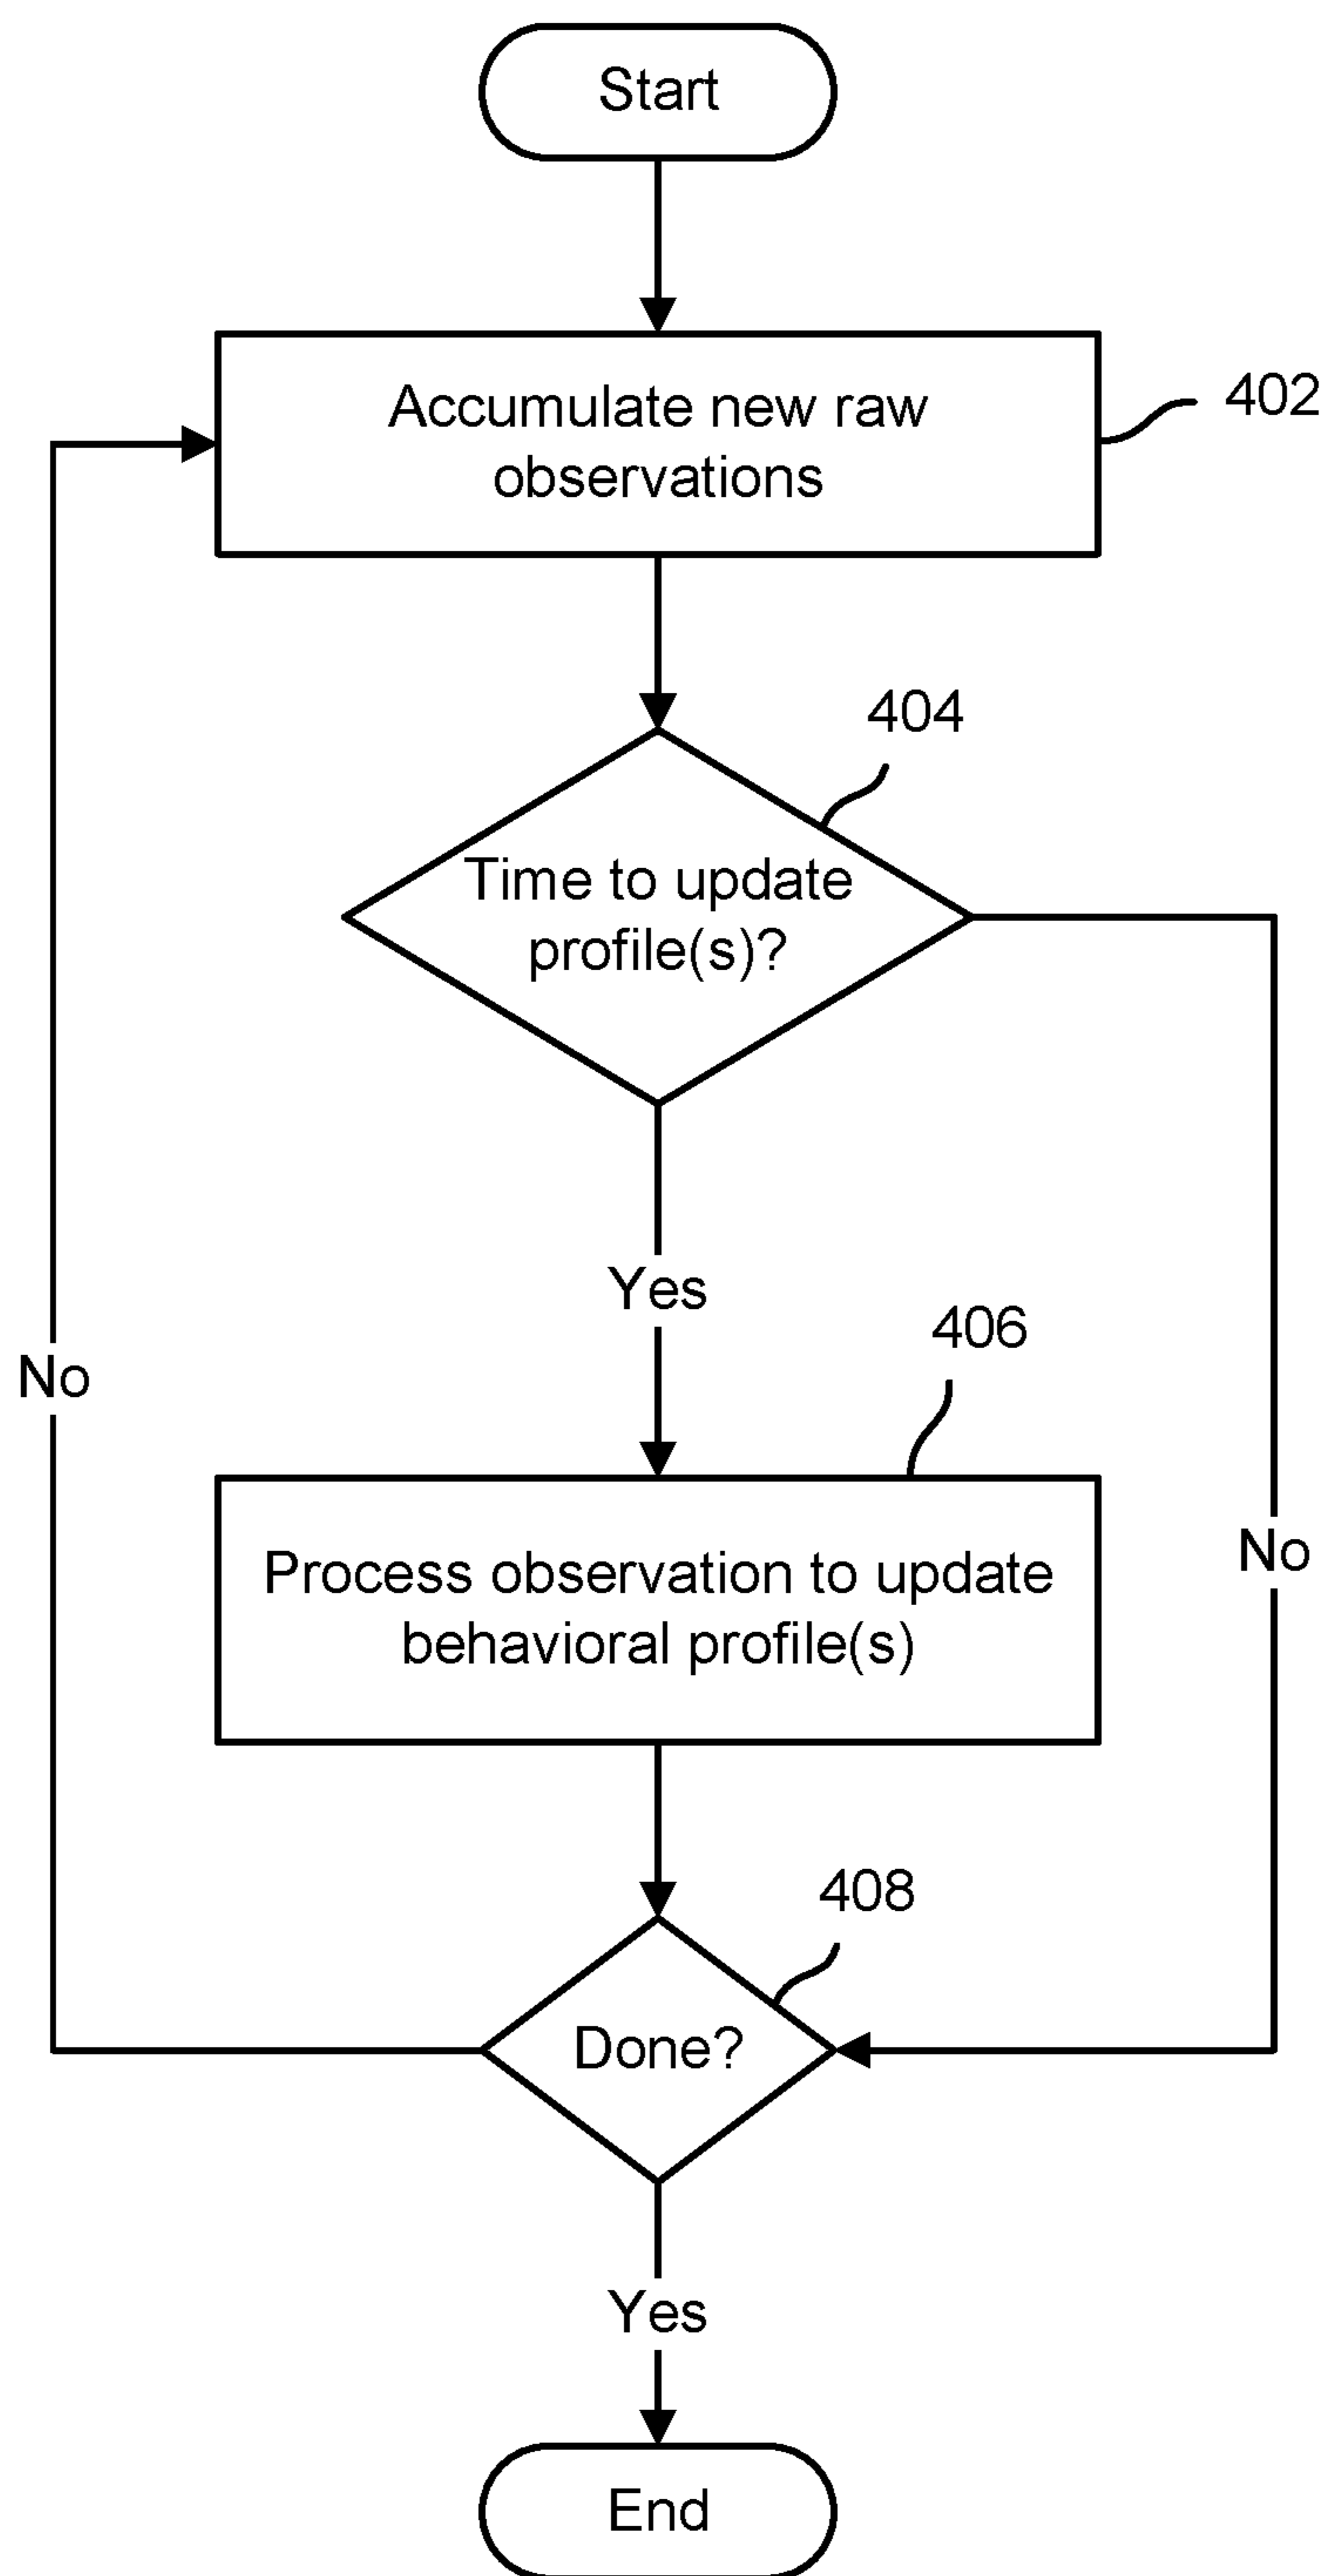 Start
Accumulate new raw
observations
402
404
Time to update
profile(s)?
Yes
406
No
No
Process observation to update
behavioral profile(s)
408
Done?
Yes
End